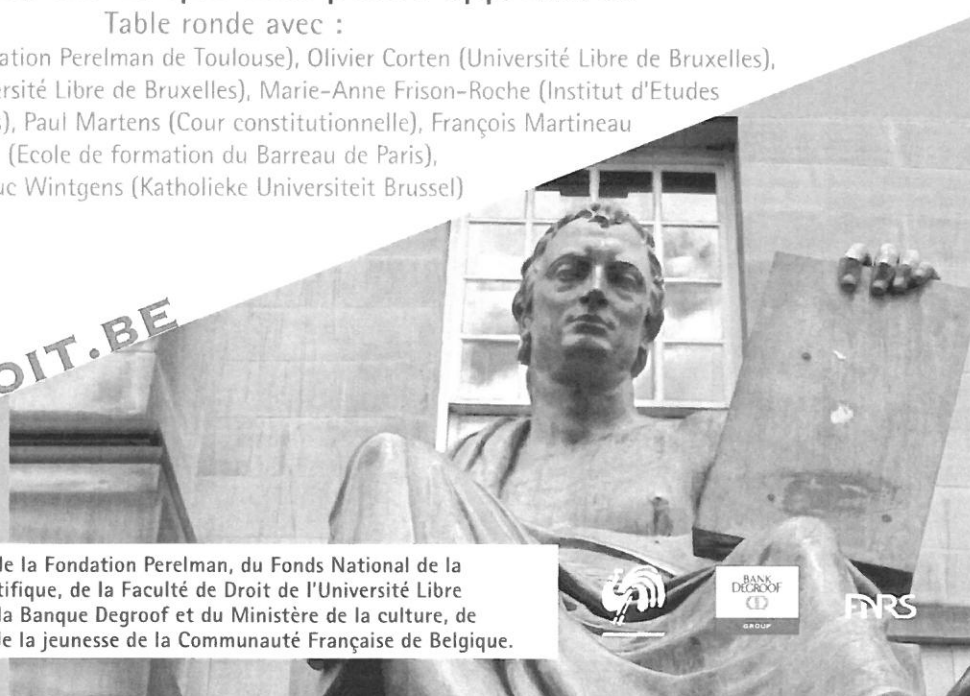 Table ronde avec :
ation Perelman de Toulouse), Olivier Corten (Université Libre de Bruxelles),
ersité Libre de Bruxelles), Marie-Anne Frison-Roche (Institut d'Etudes
s), Paul Martens (Cour constitutionnelle), François Martineau
(Ecole de formation du Barreau de Paris),
uc Wintgens (Katholieke Universiteit Brussel)
OIT.BE
de la Fondation Perelman, du Fonds National de la
tifique, de la Faculté de Droit de l'Université Libre
la Banque Degroof et du Ministère de la culture, de
de la jeunesse de la Communauté Française de Belgique.
BANK
DEGROOF
GROUP
FNRS